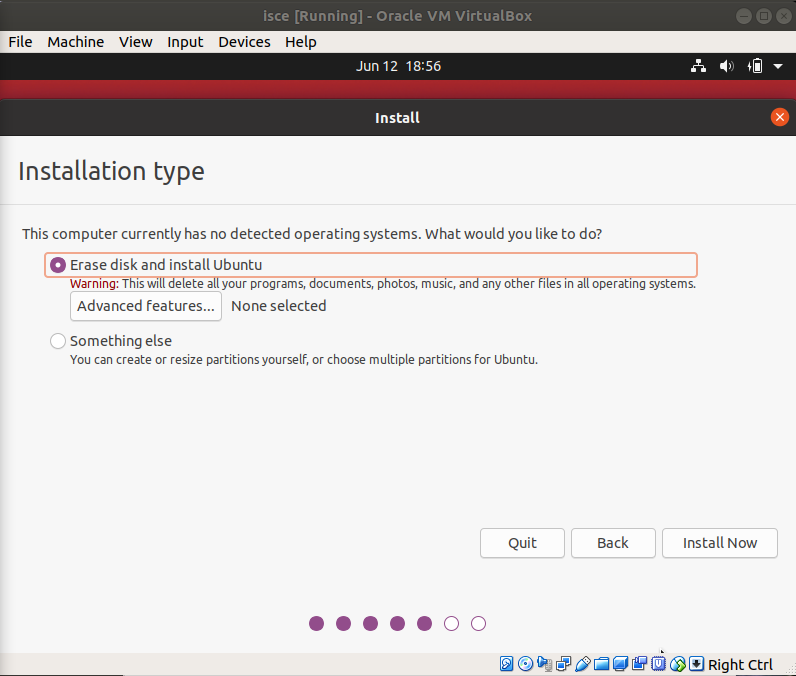 isce [Running] - Oracle VM VirtualBox
File Machine View Input Devices Help
Jun 12 18:56
Install
Installation type
This computer currently has no detected operating systems. What would you like to do?
Erase disk and install Ubuntu
Warning: This will delete all your programs, documents, photos, music, and any other files in all operating systems.
Advanced features... None selected
Something else
You can create or resize partitions yourself, or choose multiple partitions for Ubuntu.
Quit Back Install Now
Right Ctrl